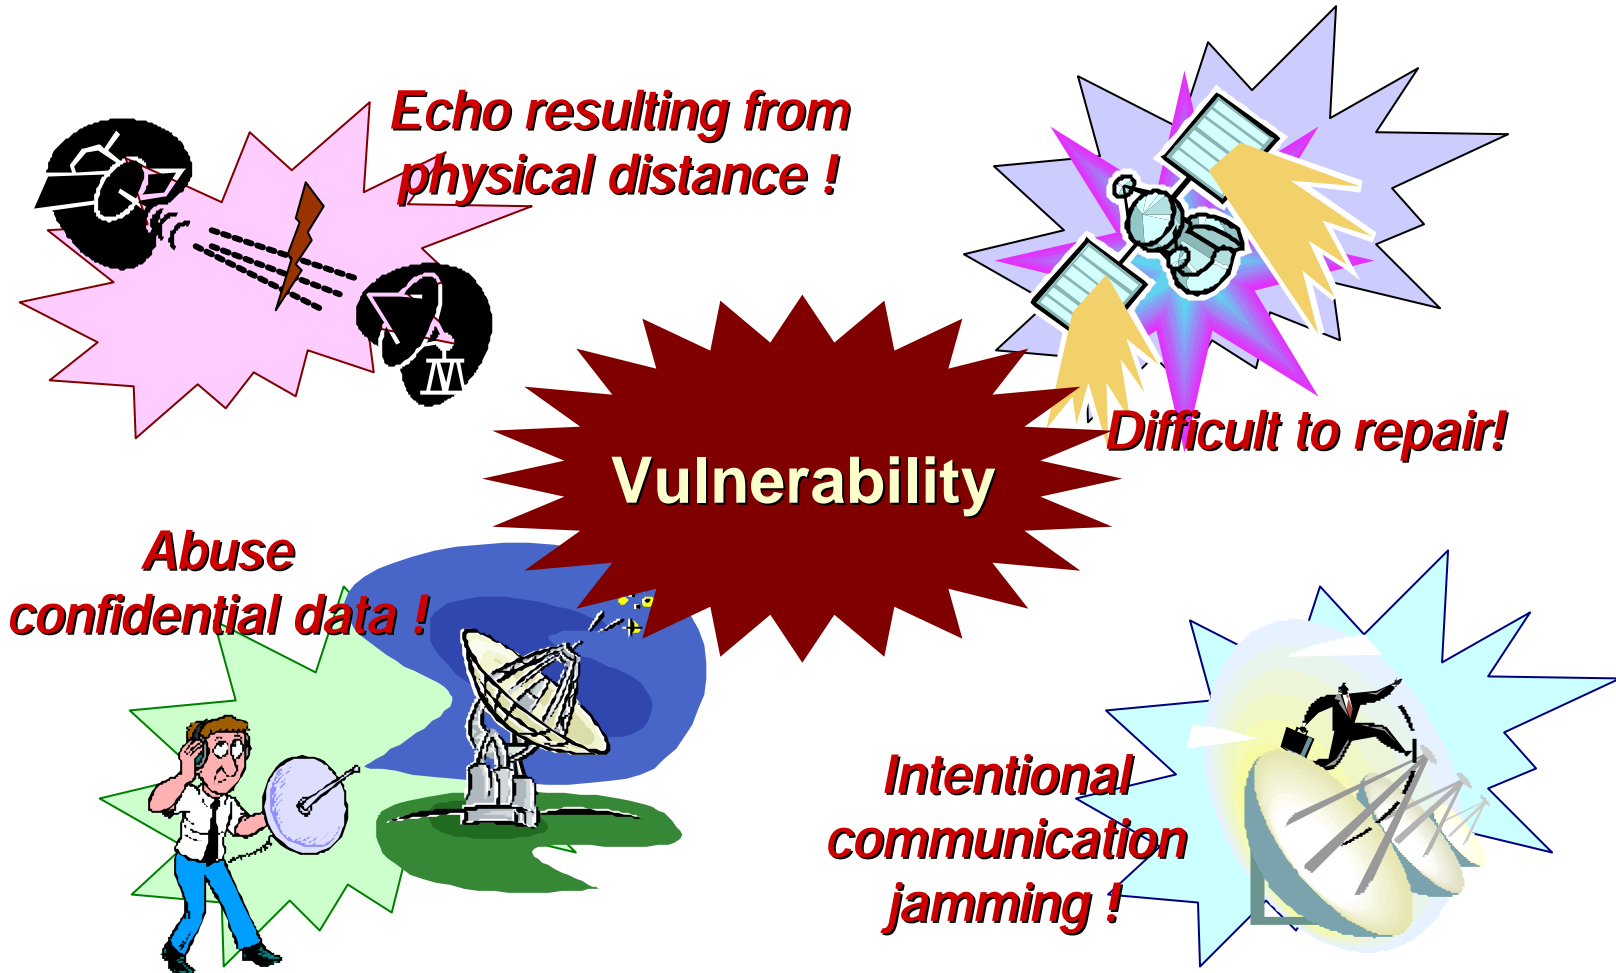 Echo resulting from
physical distance !
Difficult to repair!
Vulnerability
Abuse
confidential data !
Intentional
communication
jamming !